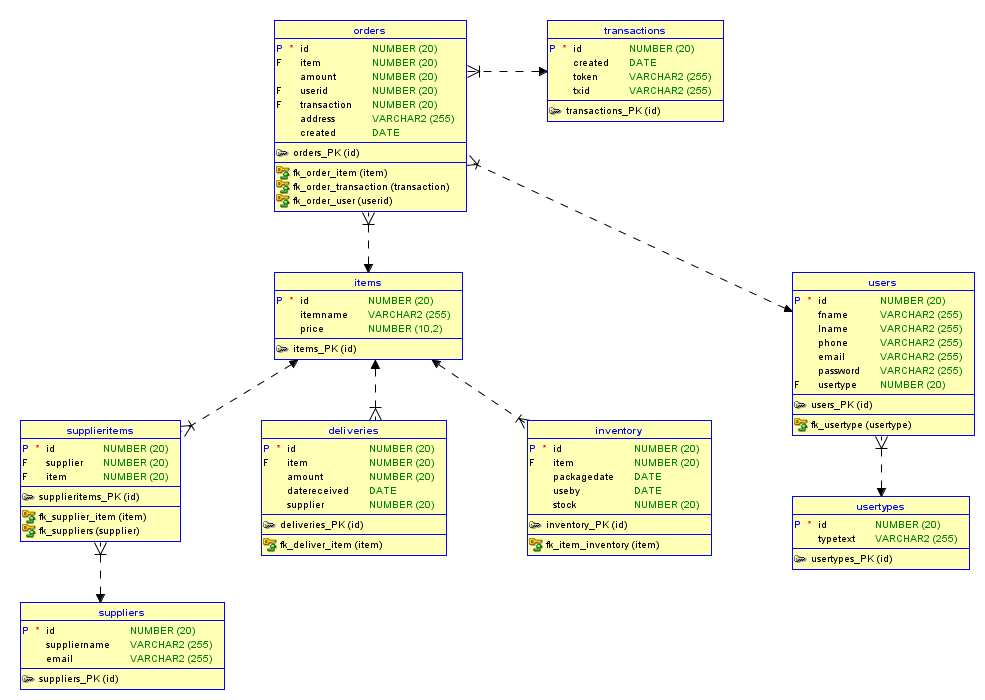 orders
P * id NUMBER (20)
F item NUMBER (20)
amount NUMBER (20)
F userid NUMBER (20)
F transaction NUMBER (20)
address VARCHAR2 (255)
created DATE
orders_PK (id)
fk_order_item (item)
fk_order_transaction (transaction)
fk_order_user (userid)
transactions
P * id NUMBER (20)
created DATE
token VARCHAR2 (255)
txid VARCHAR2 (255)
transactions_PK (id)
items
P * id NUMBER (20)
itemname VARCHAR2 (255)
price NUMBER (10,2)
items_PK (id)
users
P * id NUMBER (20)
fname VARCHAR2 (255)
lname VARCHAR2 (255)
phone VARCHAR2 (255)
email VARCHAR2 (255)
password VARCHAR2 (255)
F usertype NUMBER (20)
users_PK (id)
fk_usertype (usertype)
supplieritems
P * id NUMBER (20)
F supplier NUMBER (20)
F item NUMBER (20)
supplieritems_PK (id)
fk_supplier_item (item)
fk_suppliers (supplier)
deliveries
P * id NUMBER (20)
F item NUMBER (20)
amount NUMBER (20)
datereceived DATE
supplier NUMBER (20)
deliveries_PK (id)
fk_deliver_item (item)
inventory
P * id NUMBER (20)
F item NUMBER (20)
packagedate DATE
useby DATE
stock NUMBER (20)
inventory_PK (id)
fk_item_inventory (item)
usertypes
P * id NUMBER (20)
typetext VARCHAR2 (255)
usertypes_PK (id)
suppliers
P * id NUMBER (20)
suppliername VARCHAR2 (255)
email VARCHAR2 (255)
suppliers_PK (id)